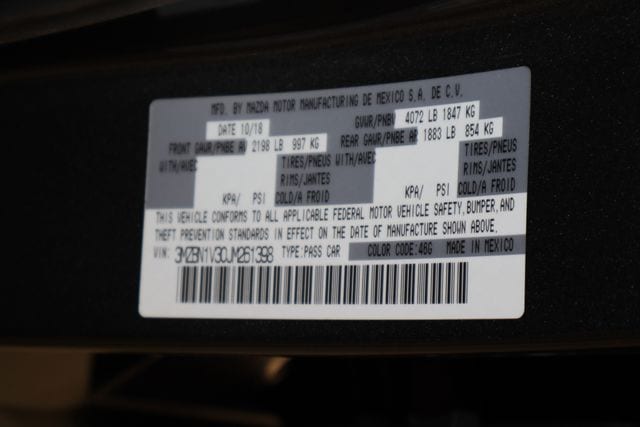 MFD. BY MAZDA MOTOR MANUFACTURING DE MEXICO S.A. DE C.V.
DATE 10/18 GVWR/PNBV 4072 LB 1847 KG
FRONT GAWR/PNBE AV 2198 LB 997 KG REAR GAWR/PNBE AR 1883 LB 854 KG
WITH/AVEC TIRES/PNEUS WITH/AVEC TIRES/PNEUS
RIMS/JANTES RIMS/JANTES
KPA/ PSI COLD/A FROID KPA/ PSI COLD/A FROID
THIS VEHICLE CONFORMS TO ALL APPLICABLE FEDERAL MOTOR VEHICLE SAFETY, BUMPER, AND
THEFT PREVENTION STANDARDS IN EFFECT ON THE DATE OF MANUFACTURE SHOWN ABOVE.
VIN: 3MZBN1V30JM261398 TYPE: PASS CAR COLOR CODE: 46G MADE IN MEXICO